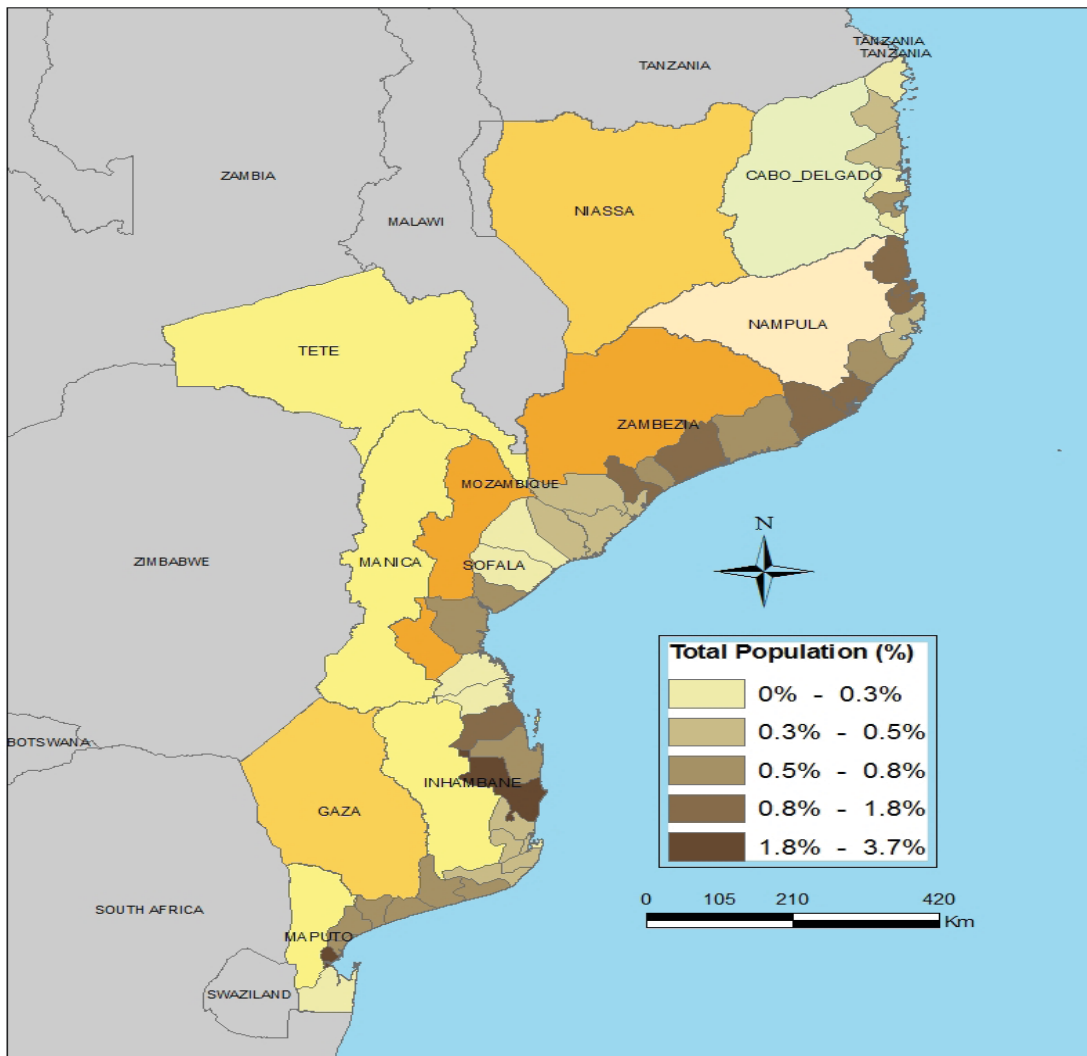 TANZANIA
TANZANIA
TANZANIA
ZAMBIA
CABO_DELGADO
NIASSA
MALAWI
NAMPULA
TETE
ZAMBEZIA
MOZAMBIQUE
N
ZIMBABWE
MANICA
SOFALA
Total Population (%)
0% - 0.3%
0.3% - 0.5%
0.5% - 0.8%
0.8% - 1.8%
1.8% - 3.7%
BOTSWANA
INHAMBANE
GAZA
0 105 210 420
Km
SOUTH AFRICA
MAPUTO
SWAZILAND